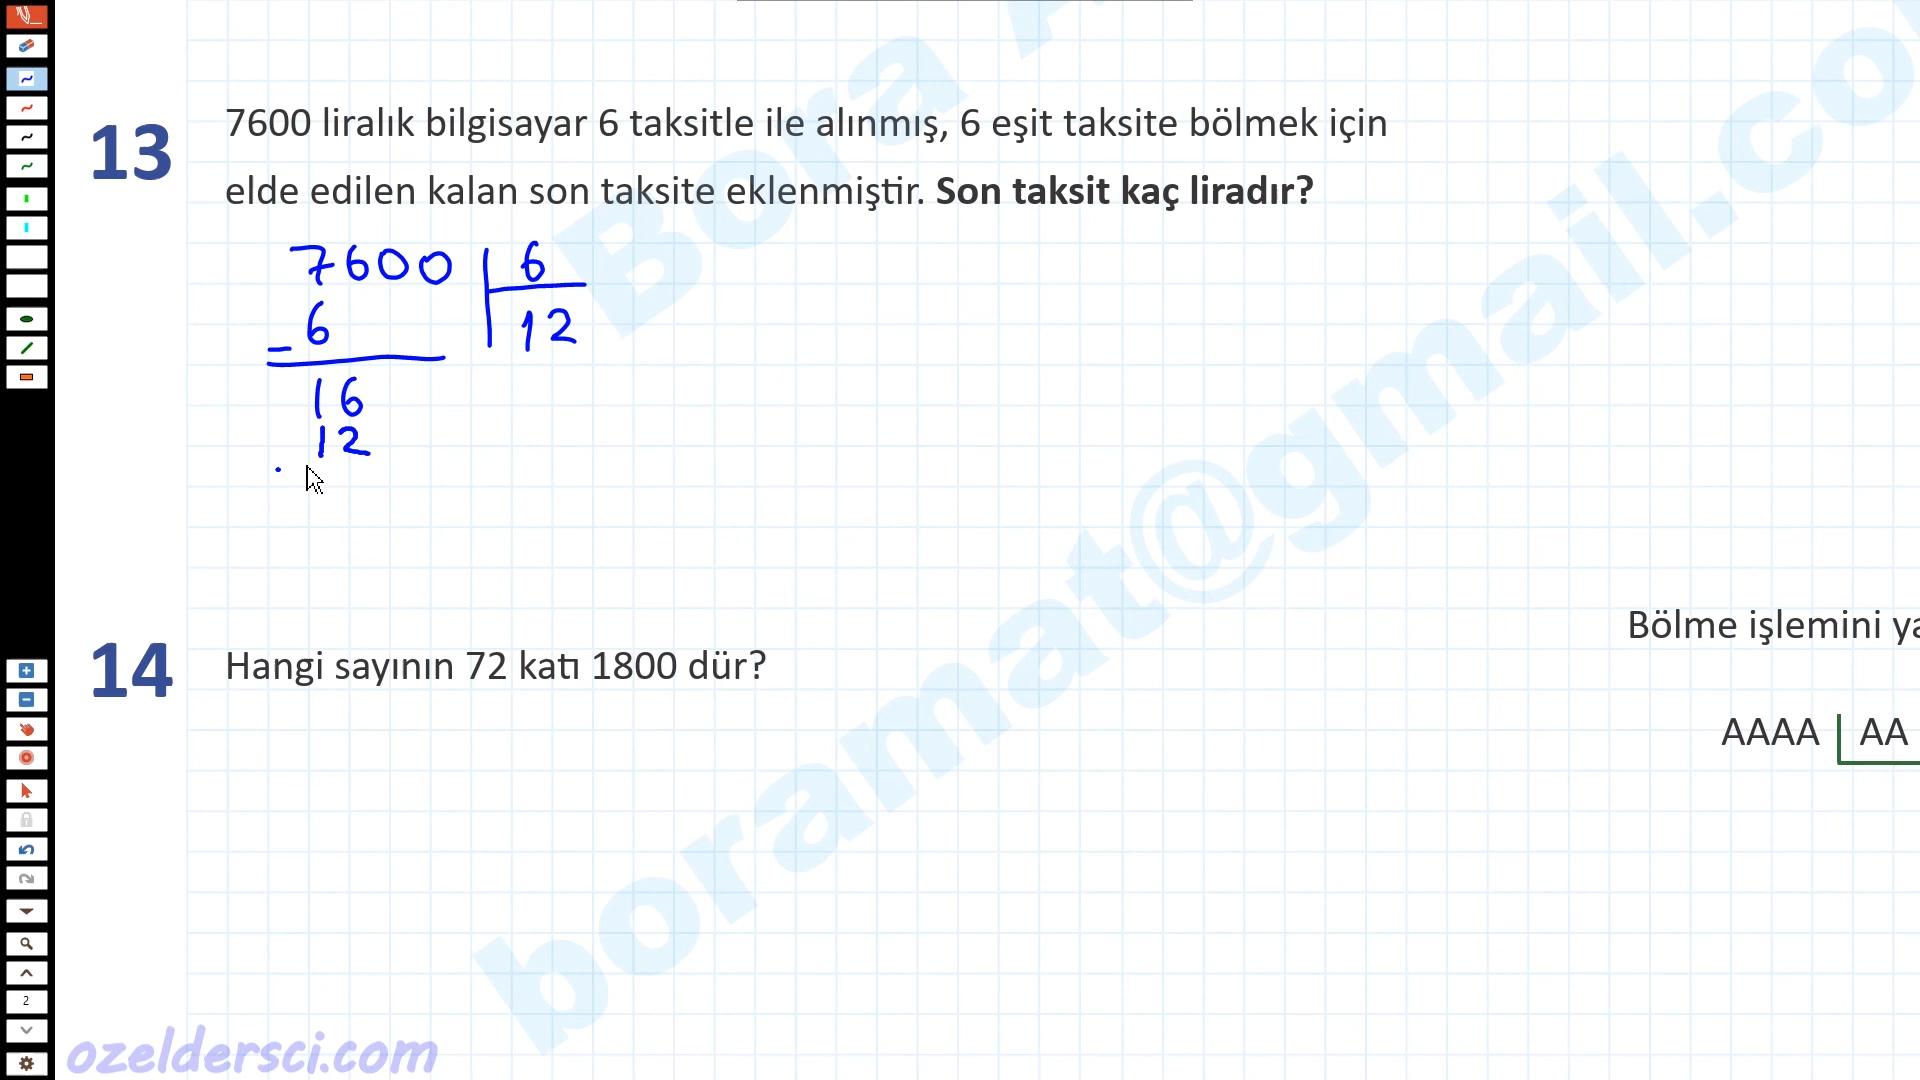 13
7600 liralık bilgisayar 6 taksitle ile alınmış, 6 eşit taksite bölmek için
elde edilen kalan son taksite eklenmiştir. Son taksit kaç liradır?
7600 6
6 12
16
12
14
Hangi sayının 72 katı 1800 dür?
Bölme işlemini ya
AAAA AA
Bora A
boramat@gmail.co
2
ozeldersci.com